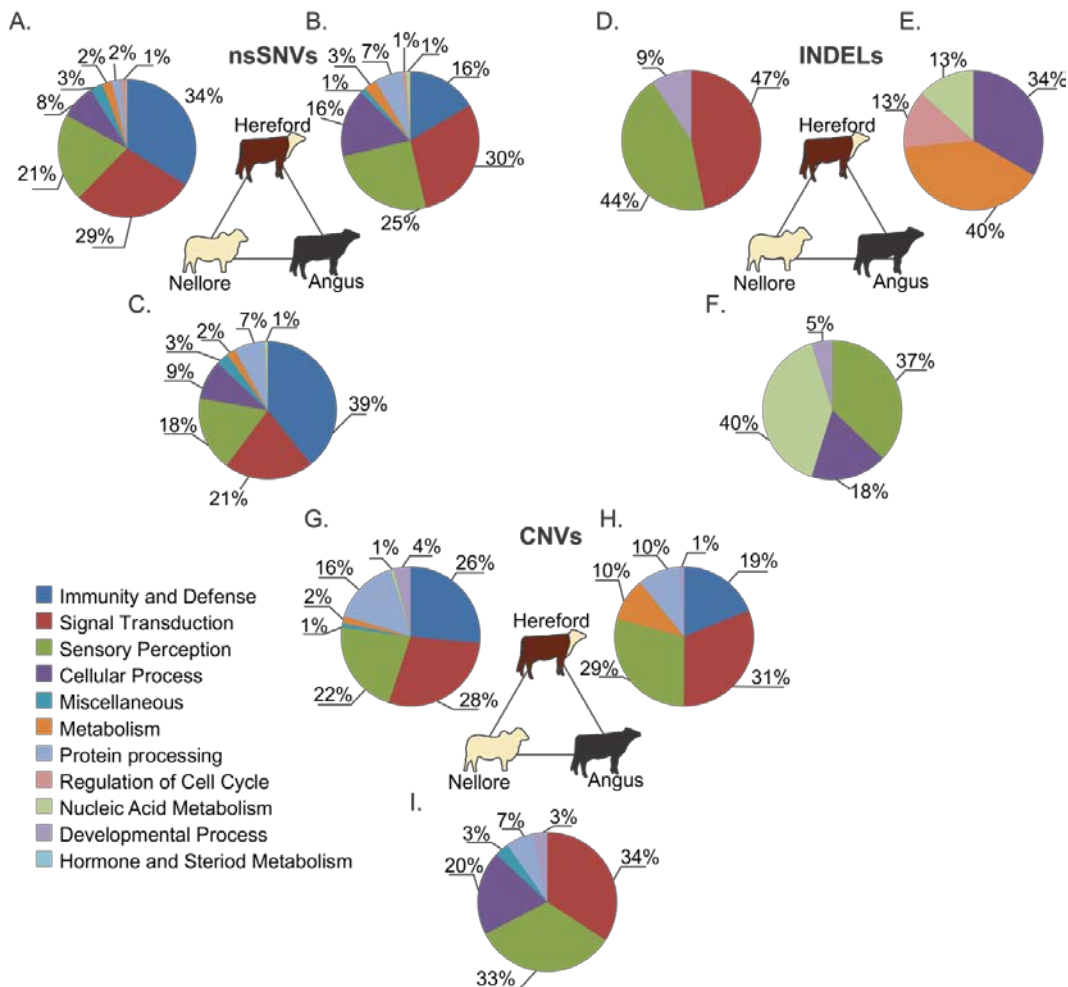 A.
B.
D.
E.
nsSNVs
INDELs
2%
2%
1%
3%
8%
34%
21%
29%
1%
1%
7%
3%
1%
16%
16%
30%
25%
Hereford
Nellore
Angus
9%
47%
44%
13%
13%
34%
40%
Hereford
Nellore
Angus
C.
F.
7%
1%
2%
3%
9%
39%
18%
21%
5%
37%
40%
18%
G.
H.
CNVs
1%
4%
16%
26%
2%
1%
22%
28%
10%
1%
10%
19%
29%
31%
Hereford
Nellore
Angus
Immunity and Defense
Signal Transduction
Sensory Perception
Cellular Process
Miscellaneous
Metabolism
Protein processing
Regulation of Cell Cycle
Nucleic Acid Metabolism
Developmental Process
Hormone and Steriod Metabolism
I.
7%
3%
3%
20%
34%
33%